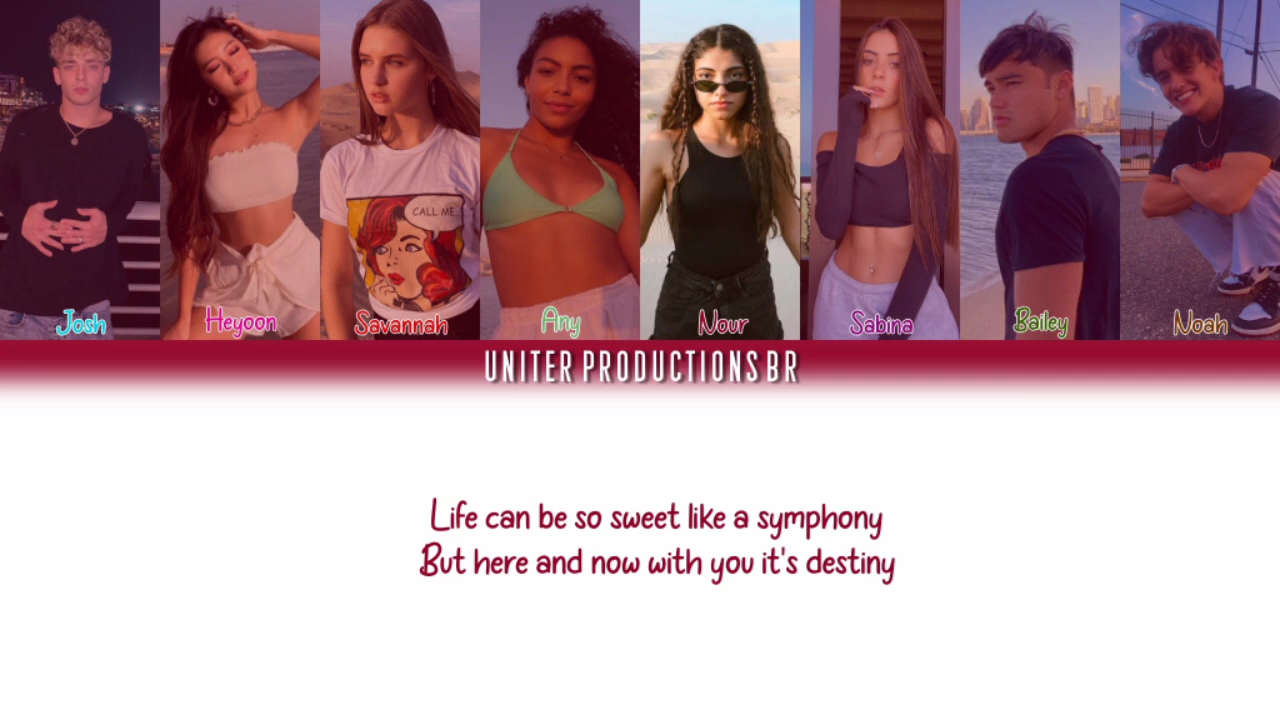 CALL ME...
Josh
Heyoon
Savannah
Any
Nour
Sabina
Bailey
Noah
UNITER PRODUCTIONS BR
Life can be so sweet like a symphony
But here and now with you it's destiny